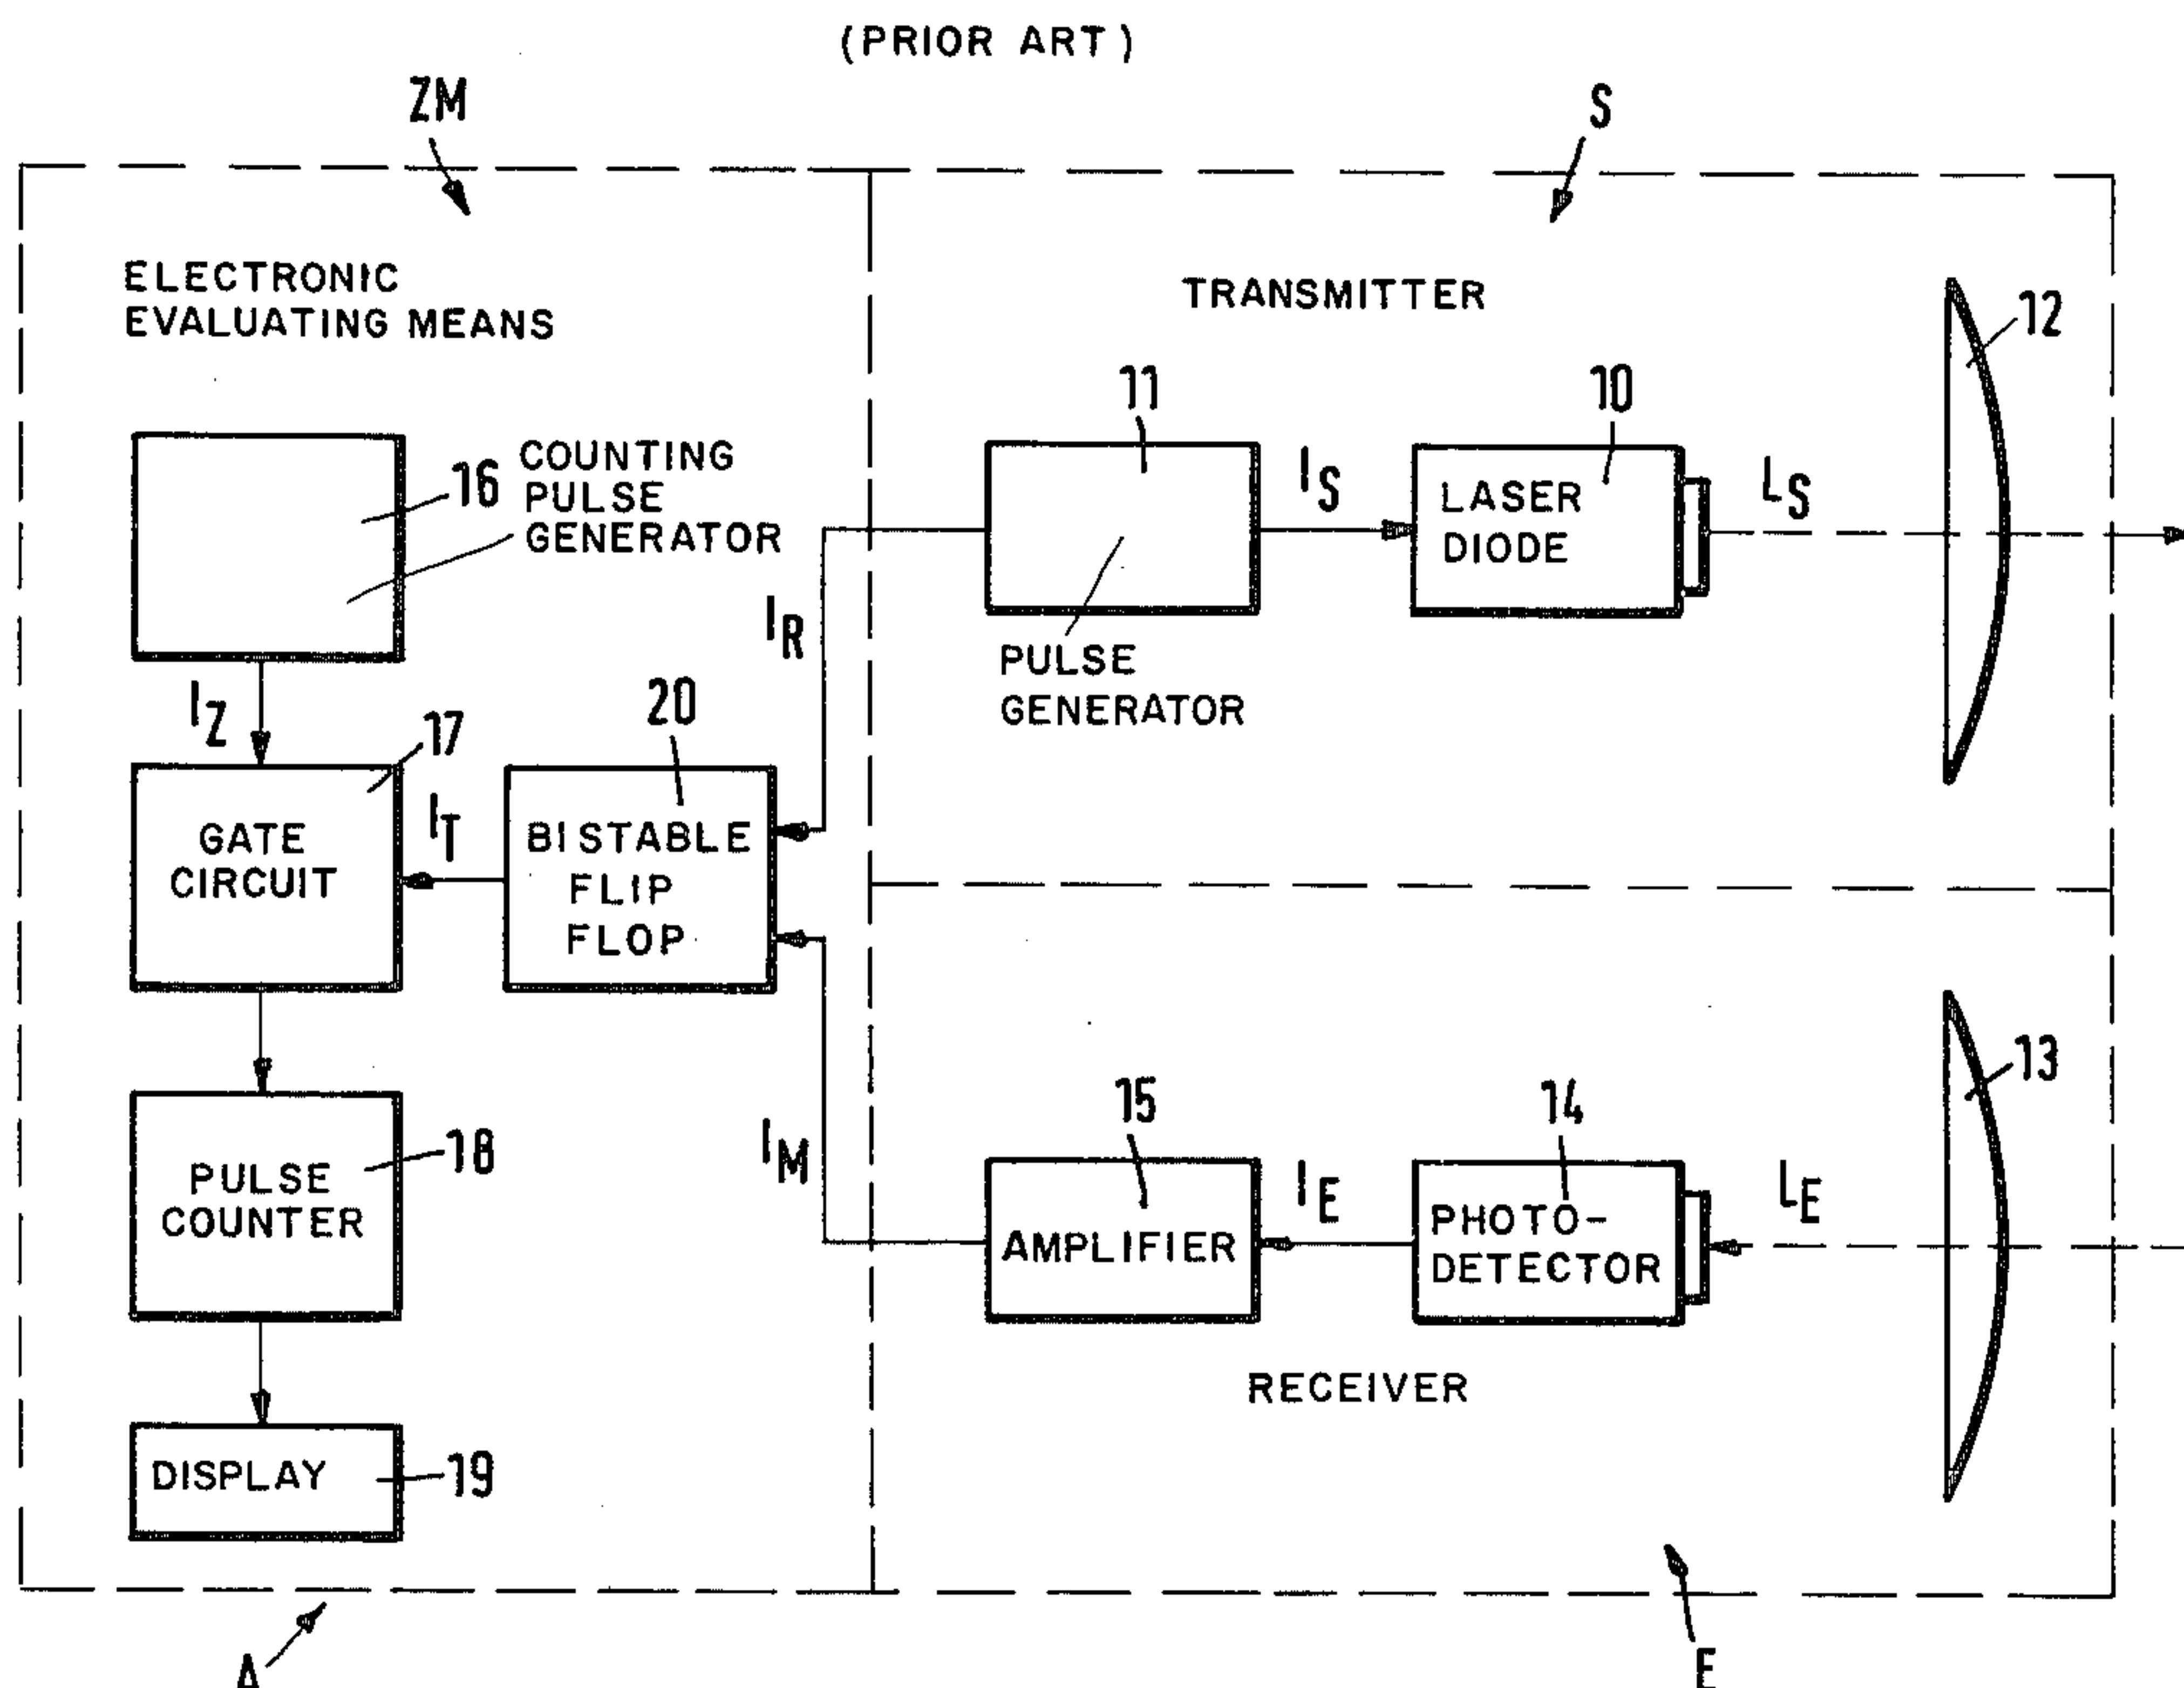 (PRIOR ART)
ZM
S
ELECTRONIC
EVALUATING MEANS
TRANSMITTER
12
11
10
16
COUNTING
PULSE
GENERATOR
IS
LASER
DIODE
LS
IR
PULSE
GENERATOR
IZ
17
20
GATE
CIRCUIT
IT
BISTABLE
FLIP
FLOP
13
15
14
18
PULSE
COUNTER
IM
AMPLIFIER
IE
PHOTO-
DETECTOR
LE
RECEIVER
DISPLAY
19
A
E